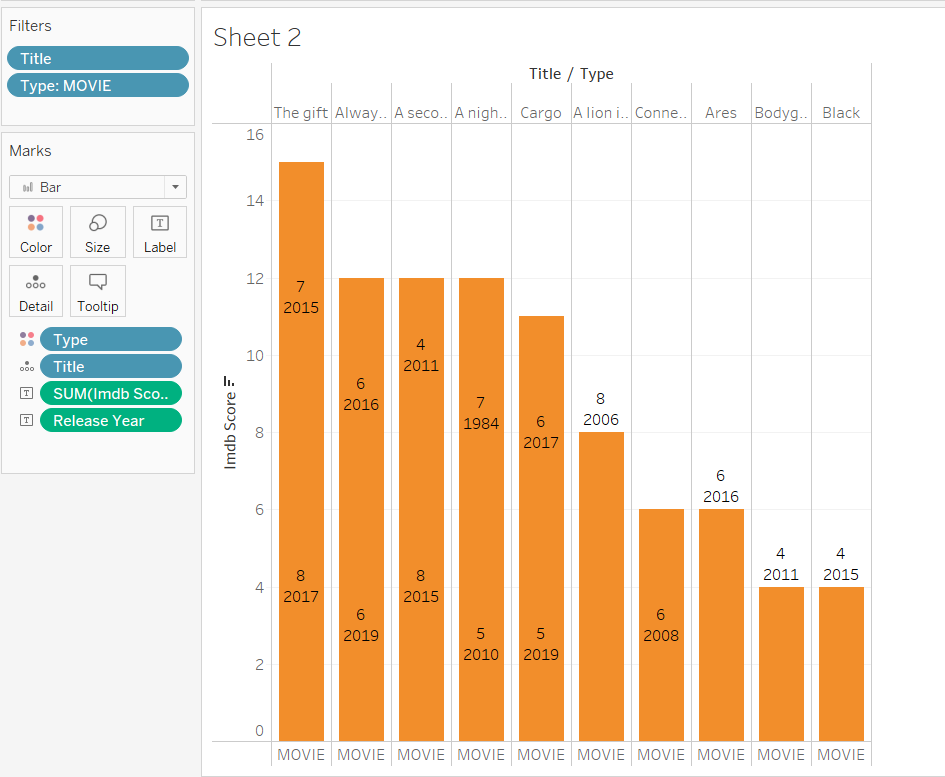 Filters
Title
Type: MOVIE
Marks
Bar
Color Size Label
Detail Tooltip
Type
Title
SUM(Imdb Sco..
Release Year
Sheet 2
Title / Type
The gift Alway.. A seco.. A nigh.. Cargo A lion i.. Conne.. Ares Bodyg.. Black
Imdb Score
16
14
12
10
8
6
4
2
0
7
2015
8
2017
6
2016
6
2019
4
2011
8
2015
7
1984
5
2010
6
2017
5
2019
8
2006
6
2008
6
2016
4
2011
4
2015
MOVIE MOVIE MOVIE MOVIE MOVIE MOVIE MOVIE MOVIE MOVIE MOVIE